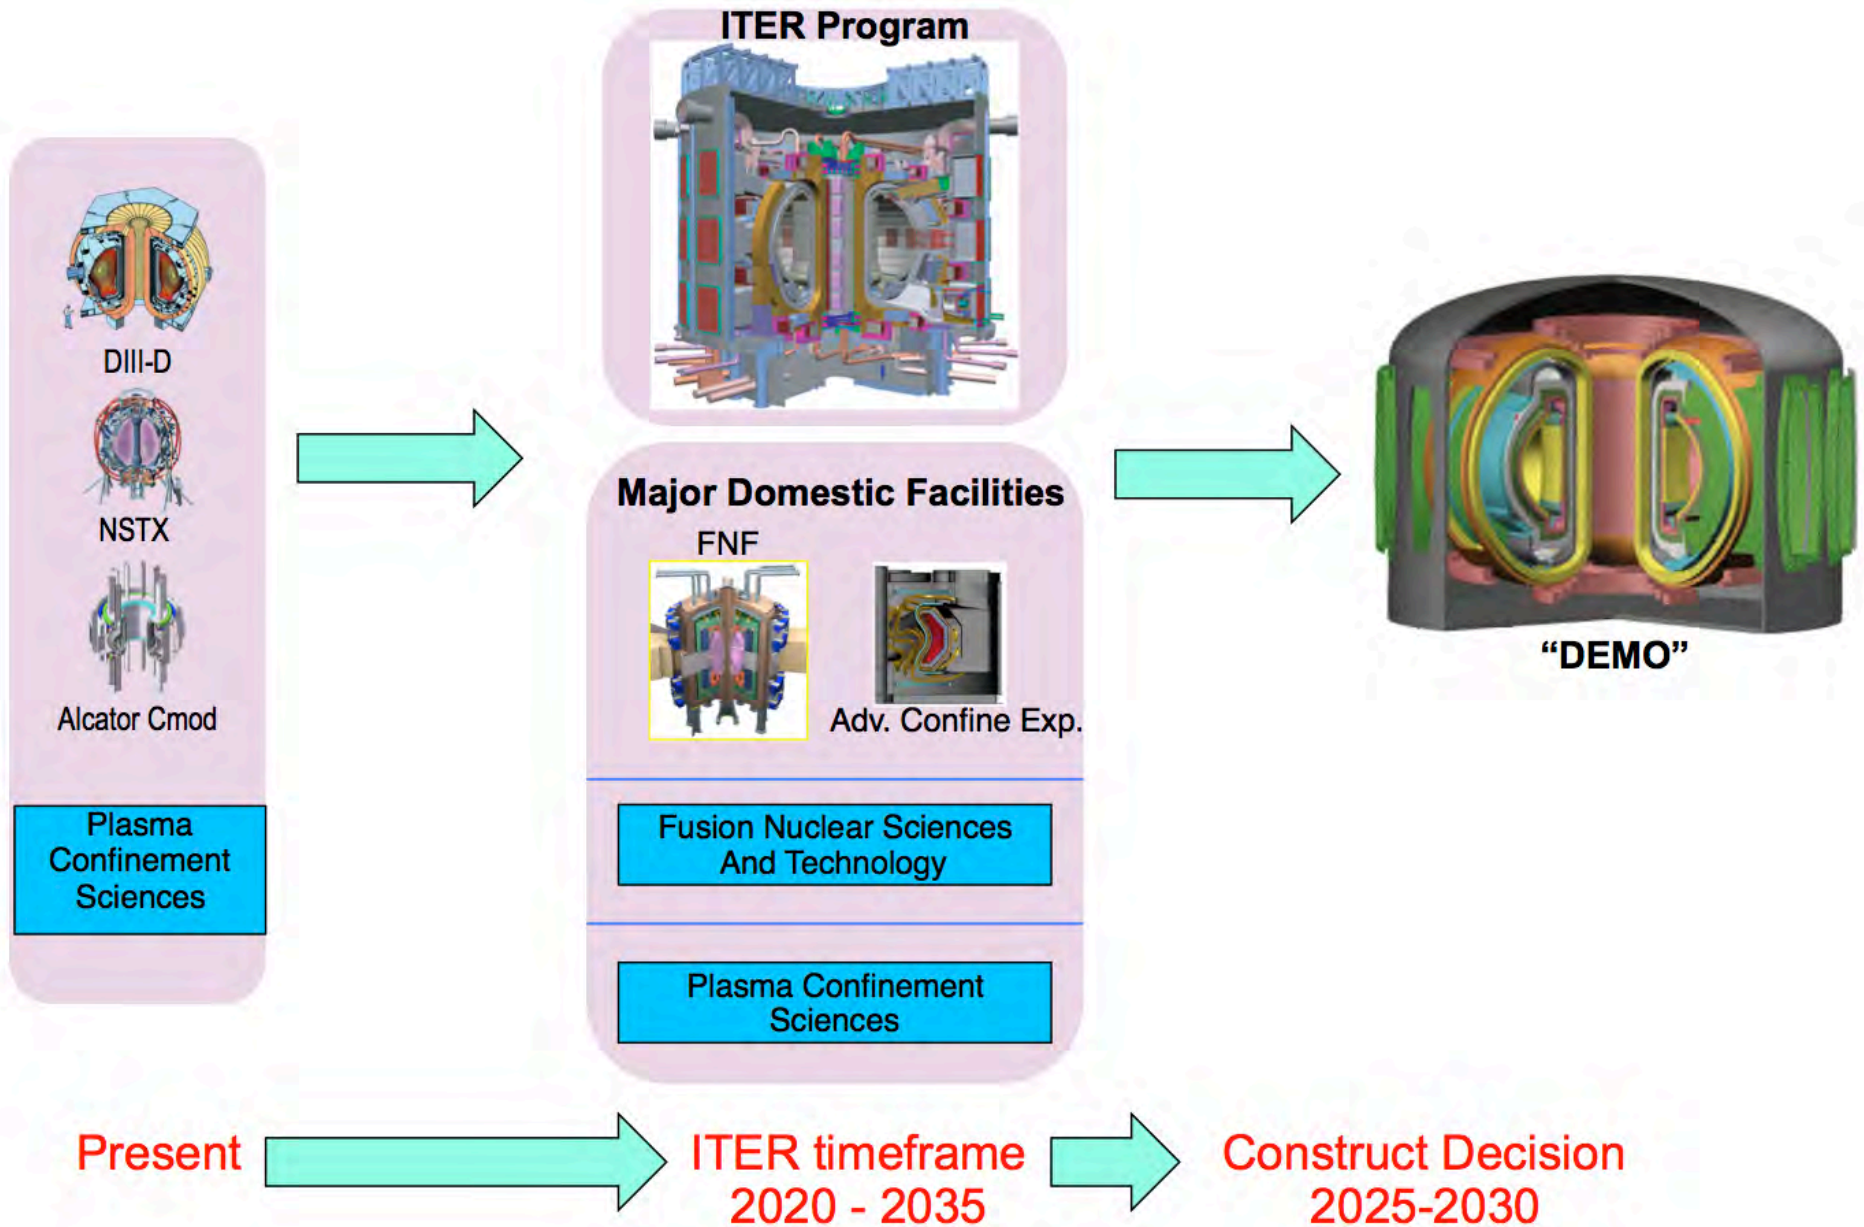 ITER Program
DIII-D
NSTX
Alcator Cmod
Plasma
Confinement
Sciences
Major Domestic Facilities
FNF
Adv. Confine Exp.
Fusion Nuclear Sciences
And Technology
Plasma Confinement
Sciences
“DEMO”
Present
ITER timeframe
2020 - 2035
Construct Decision
2025-2030